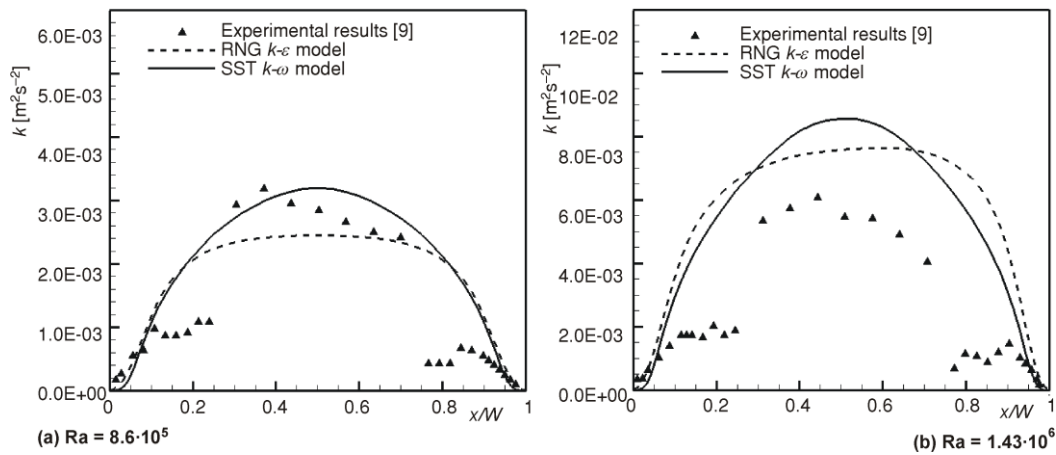 6.0E-03
5.0E-03
4.0E-03
3.0E-03
2.0E-03
1.0E-03
0.0E+00
k [m²s⁻²]
Experimental results [9]
RNG k-ε model
SST k-ω model
0
0.2
0.4
0.6
0.8
1
x/W
(a) Ra = 8.6·10⁵
12E-02
10E-02
8.0E-03
6.0E-03
4.0E-03
2.0E-03
0.0E-00
k [m²s⁻²]
Experimental results [9]
RNG k-ε model
SST k-ω model
0
0.2
0.4
0.6
0.8
1
x/W
(b) Ra = 1.43·10⁶